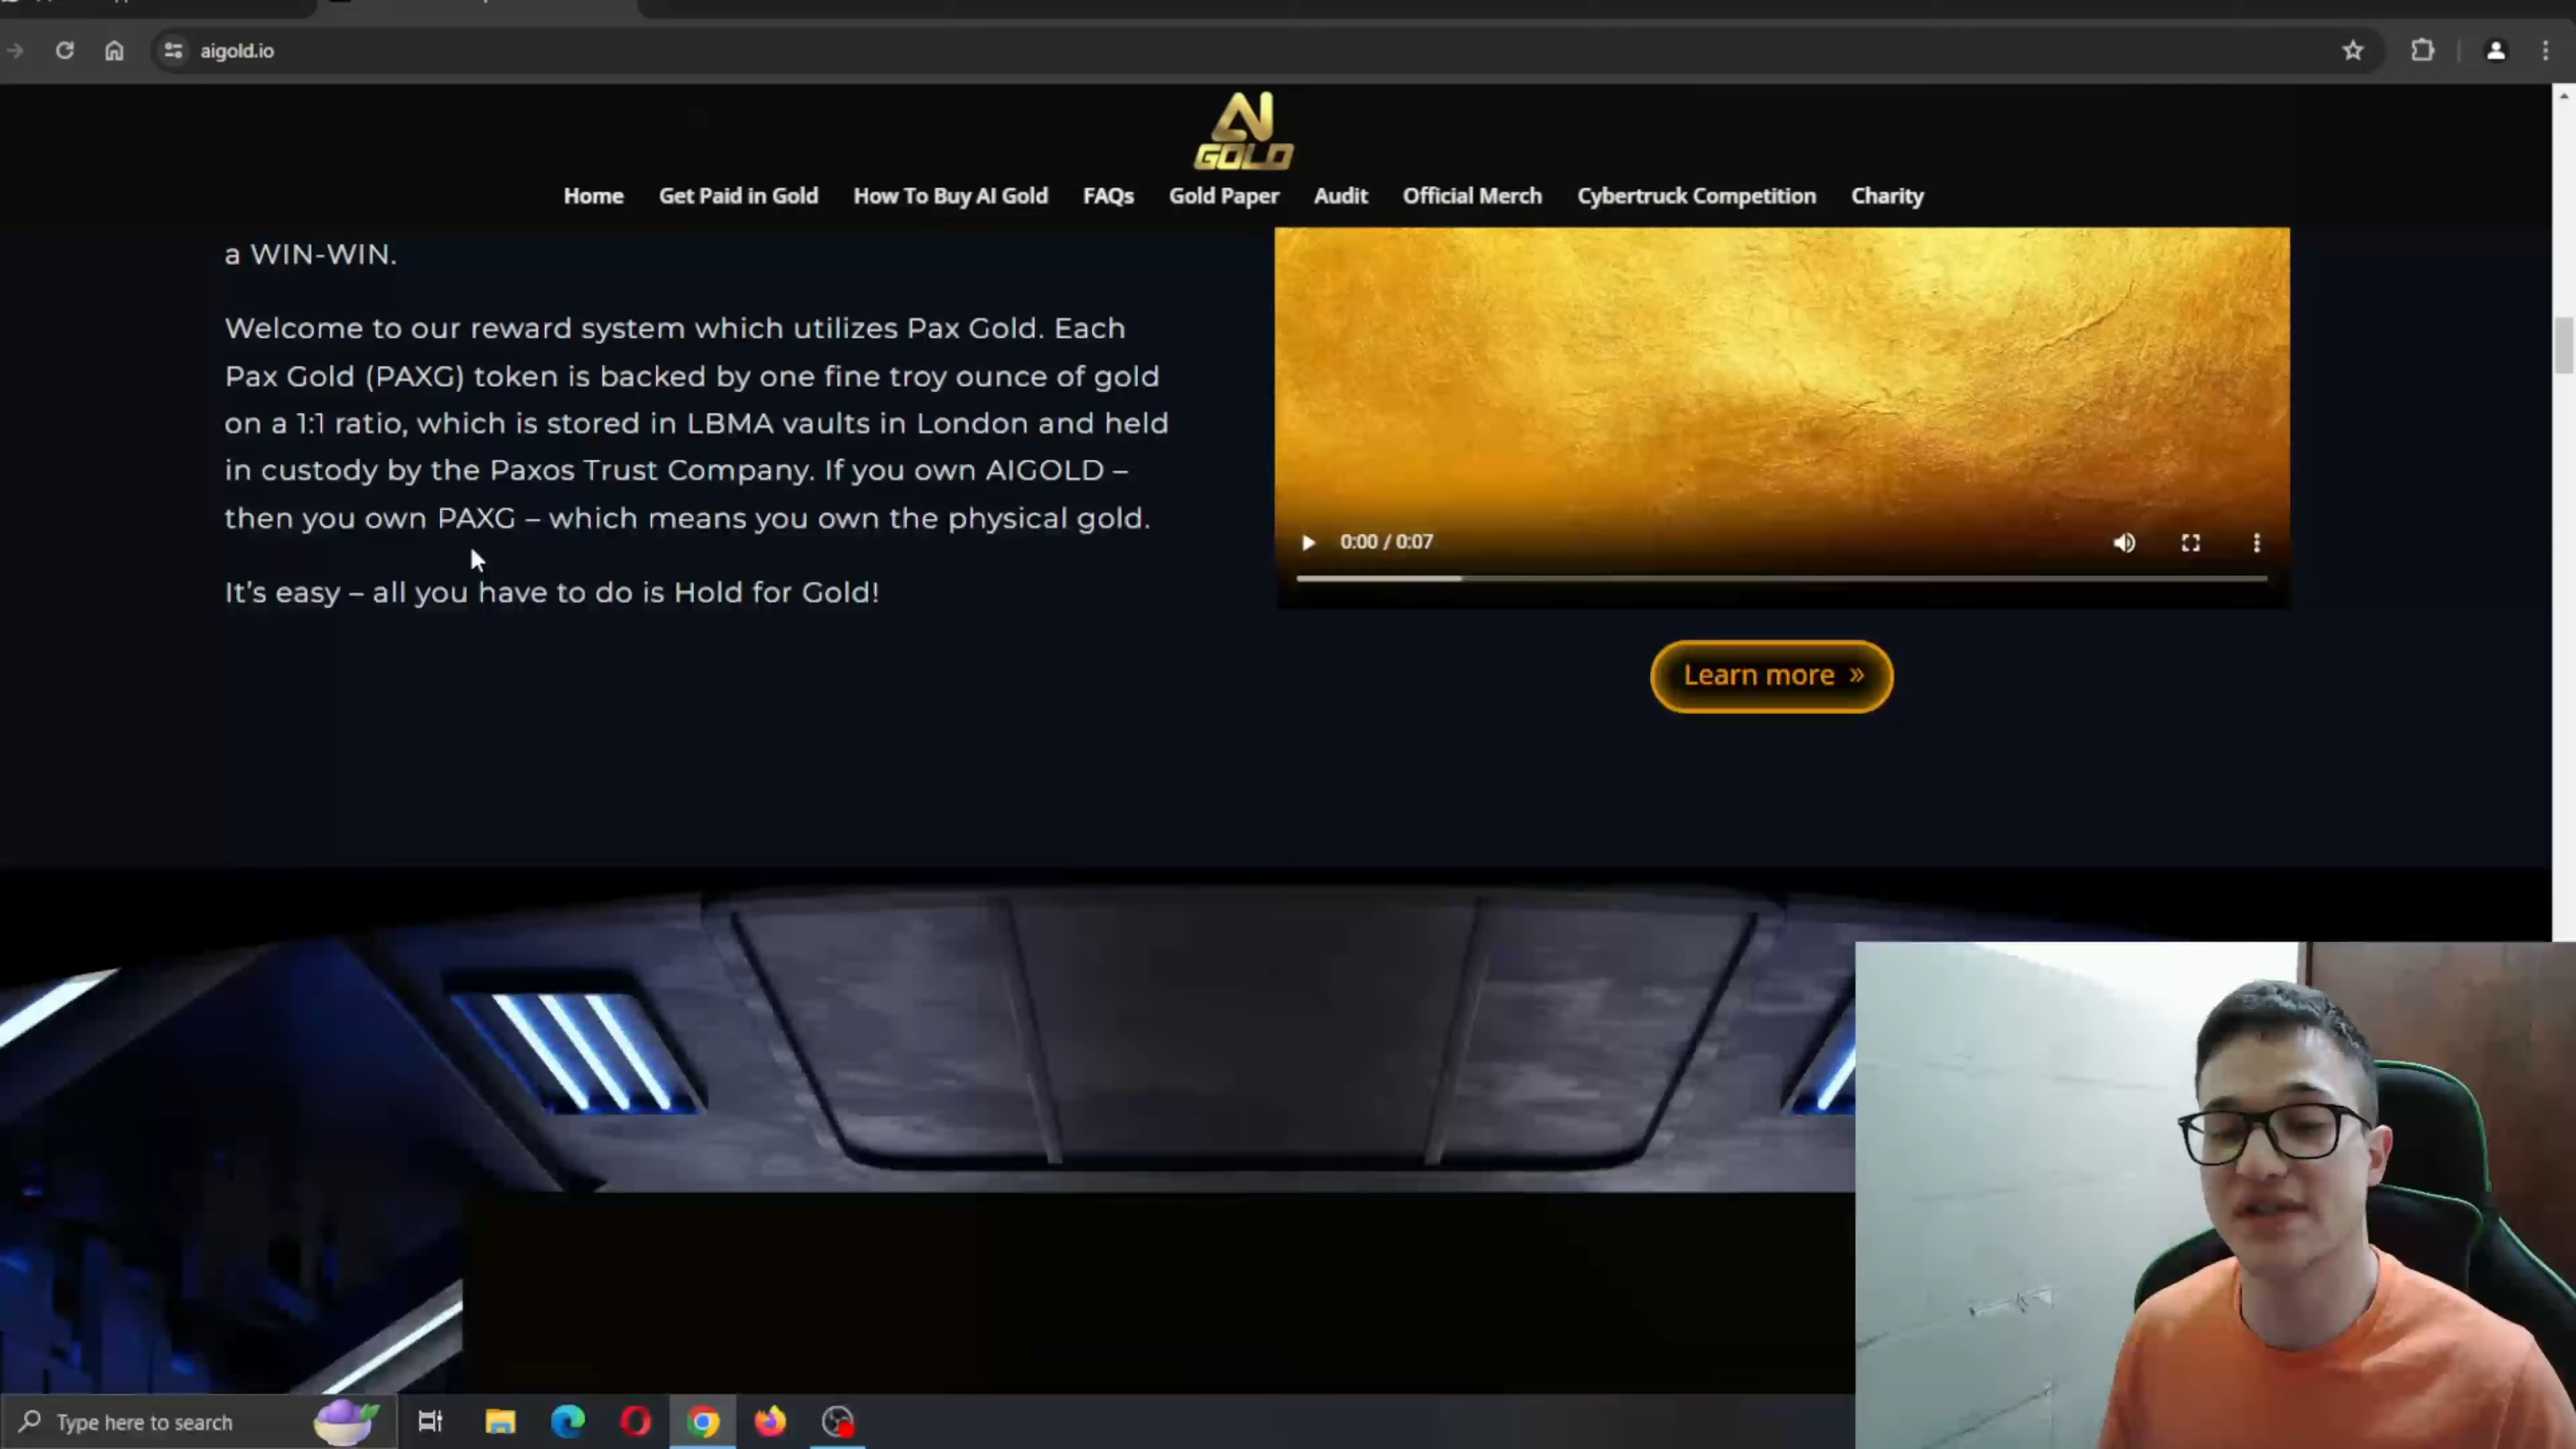 aigold.io
AI
GOLD
Home Get Paid in Gold How To Buy AI Gold FAQs Gold Paper Audit Official Merch Cybertruck Competition Charity
a WIN-WIN.
Welcome to our reward system which utilizes Pax Gold. Each
Pax Gold (PAXG) token is backed by one fine troy ounce of gold
on a 1:1 ratio, which is stored in LBMA vaults in London and held
in custody by the Paxos Trust Company. If you own AIGOLD –
then you own PAXG – which means you own the physical gold.
It's easy – all you have to do is Hold for Gold!
0:00 / 0:07
Learn more »
Type here to search